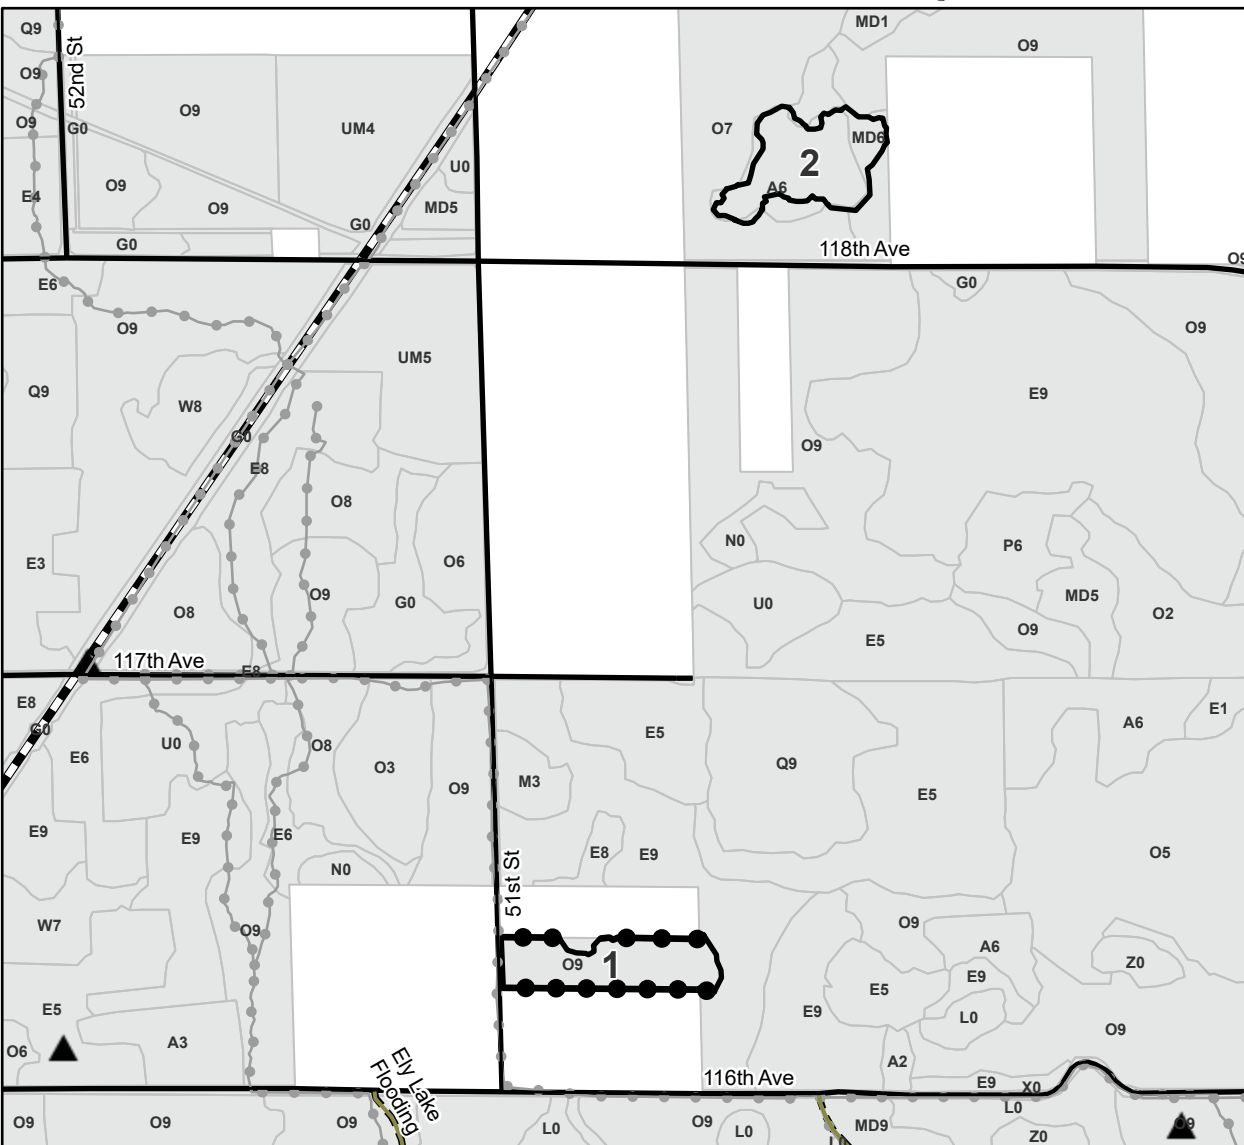 MD1
Q9
O9
52nd St
O9
O9
O9
G0
UM4
O7
MD6
2
U0
A6
O9
E4
O9
MD5
G0
G0
118th Ave
O9
E6
G0
O9
O9
UM5
Q9
W8
E9
G0
O9
E8
O8
N0
P6
E3
O6
O9
G0
U0
MD5
O8
O2
O9
E5
117th Ave
E8
E8
G0
E5
A6
E1
U0
O8
E6
O3
Q9
M3
O9
E5
E9
E9
E6
E8
E9
O5
N0
51st St
W7
O9
O9
A6
O9
1
Z0
E9
E5
E5
E9
L0
O9
A3
O6
A2
116th Ave
E9
X0
Ely Lake
Flooding
L0
O9
O9
O9
L0
O9
L0
MD9
Z0
O9